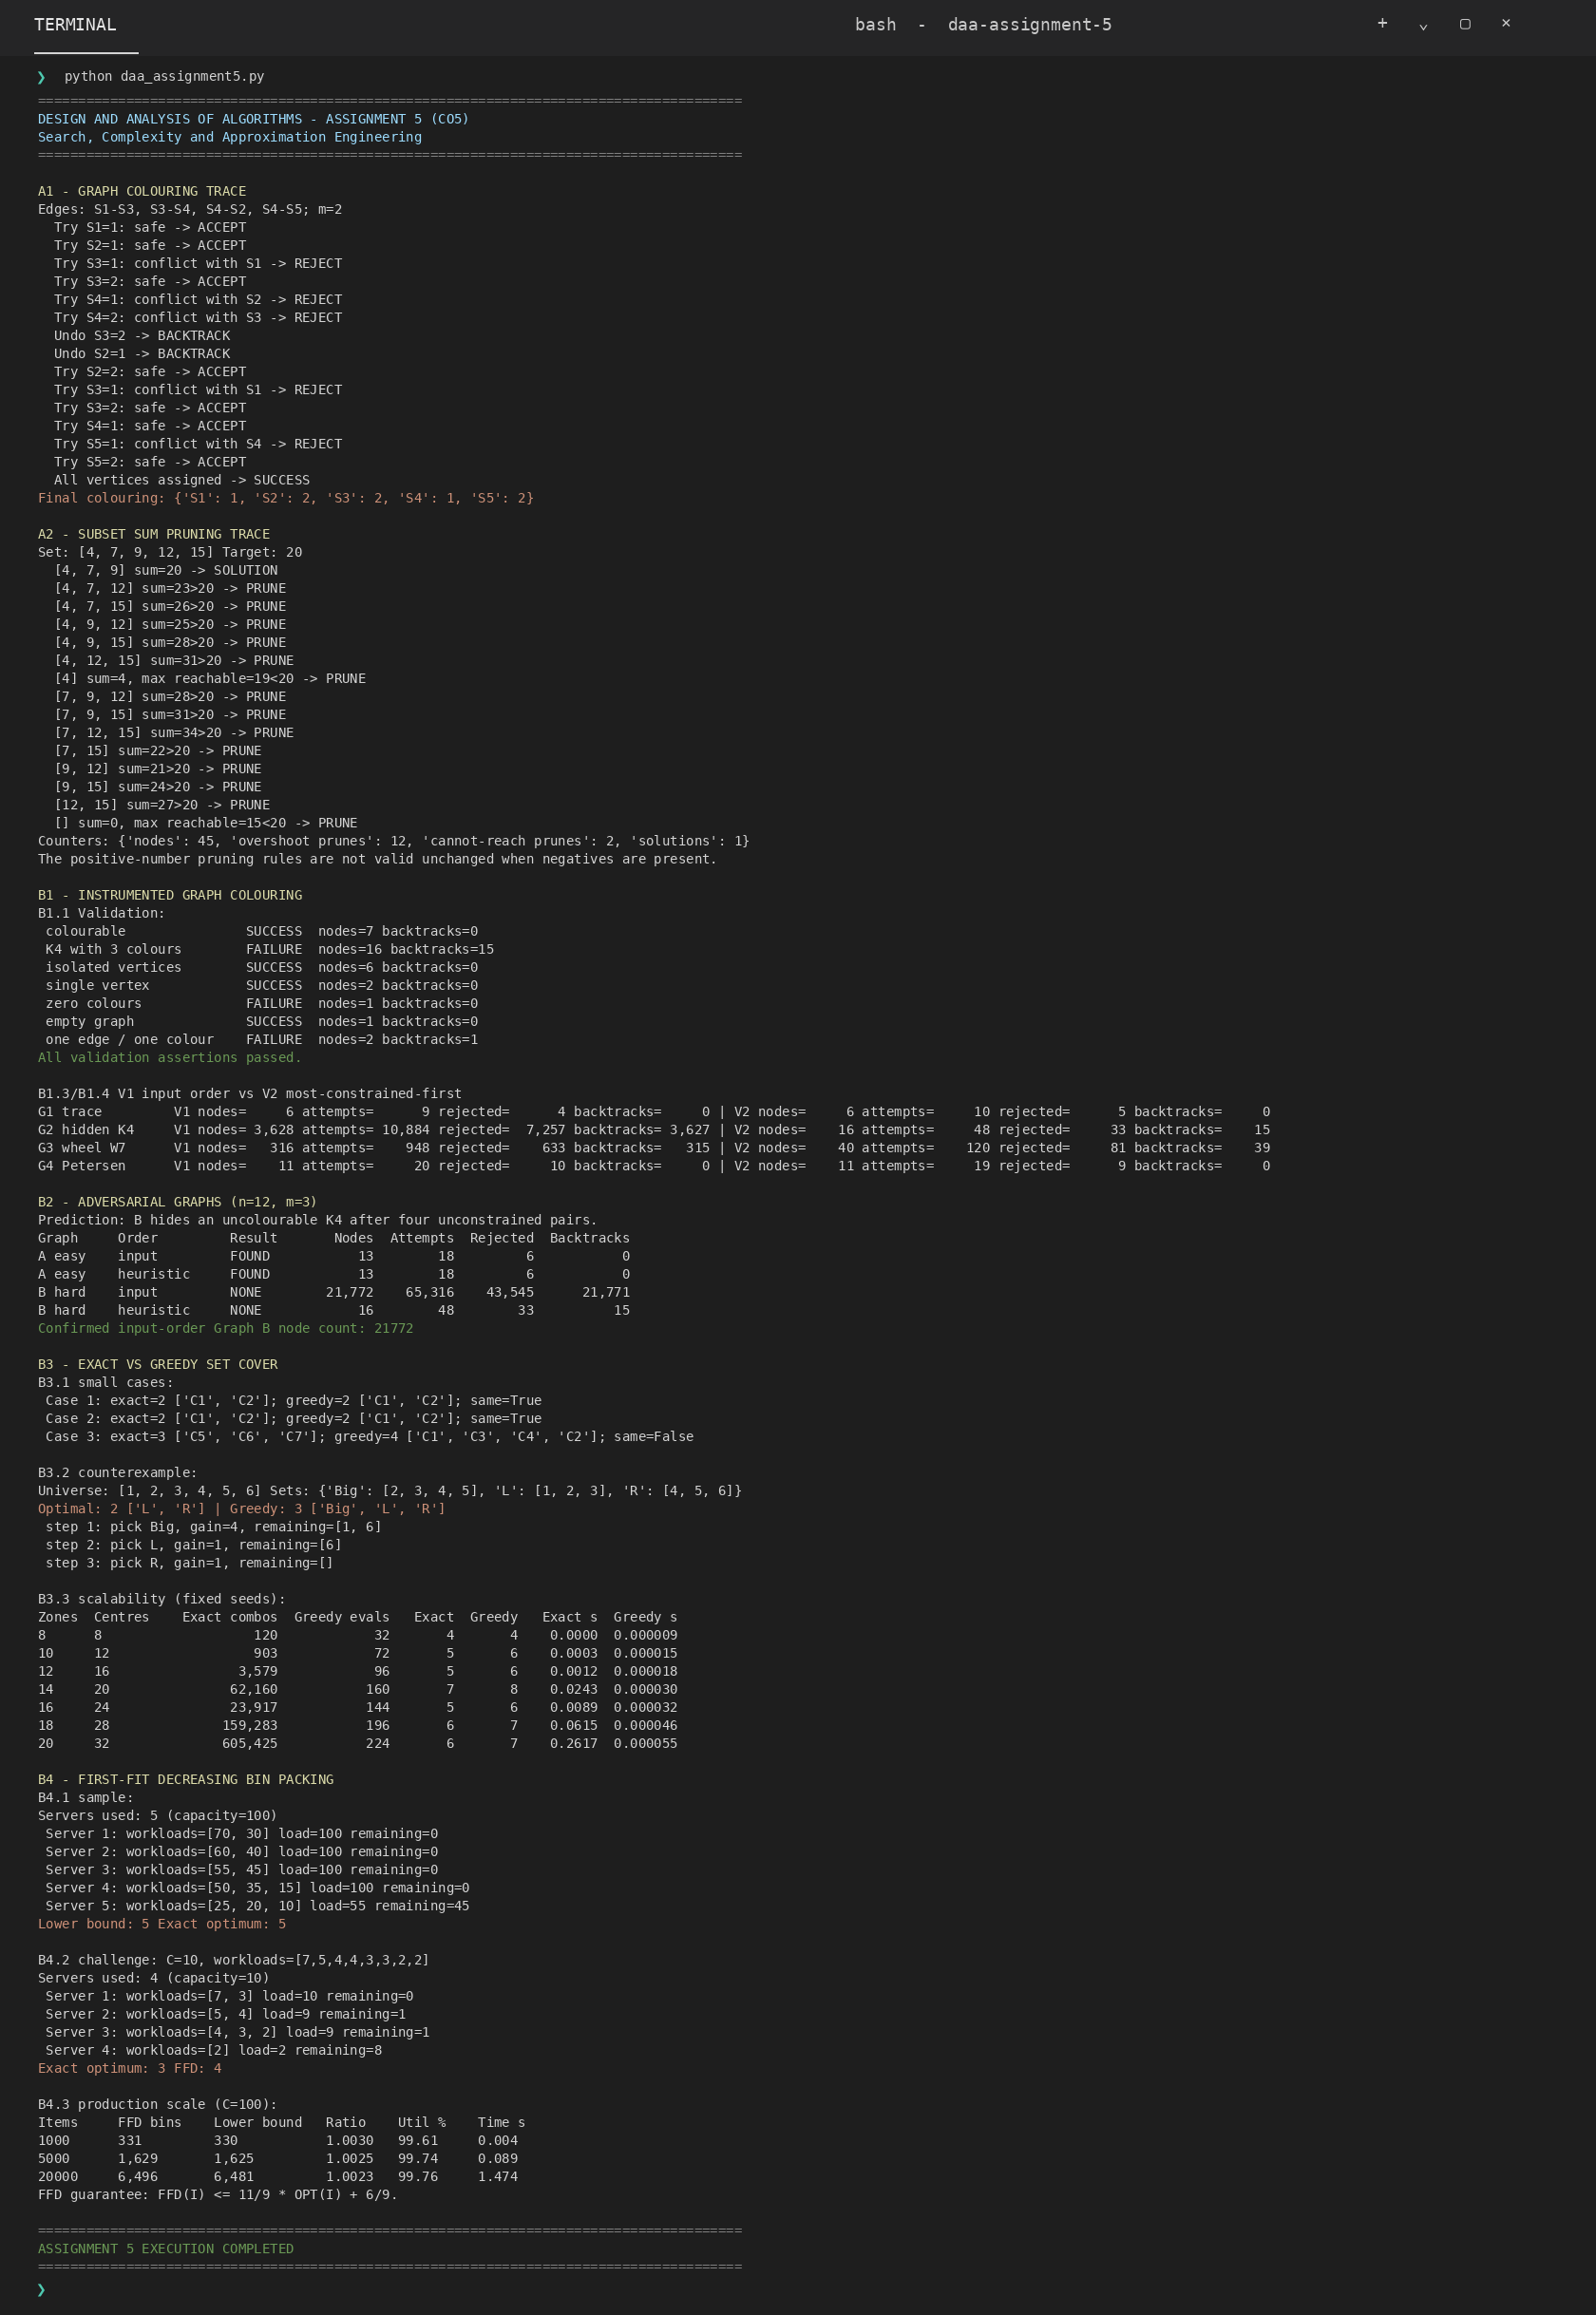 TERMINAL
bash - daa-assignment-5
+ ⌄ ▢ ×
❯ python daa_assignment5.py
========================================================================================
DESIGN AND ANALYSIS OF ALGORITHMS - ASSIGNMENT 5 (CO5)
Search, Complexity and Approximation Engineering
========================================================================================
A1 - GRAPH COLOURING TRACE
Edges: S1-S3, S3-S4, S4-S2, S4-S5; m=2
Try S1=1: safe -> ACCEPT
Try S2=1: safe -> ACCEPT
Try S3=1: conflict with S1 -> REJECT
Try S3=2: safe -> ACCEPT
Try S4=1: conflict with S2 -> REJECT
Try S4=2: conflict with S3 -> REJECT
Undo S3=2 -> BACKTRACK
Undo S2=1 -> BACKTRACK
Try S2=2: safe -> ACCEPT
Try S3=1: conflict with S1 -> REJECT
Try S3=2: safe -> ACCEPT
Try S4=1: safe -> ACCEPT
Try S5=1: conflict with S4 -> REJECT
Try S5=2: safe -> ACCEPT
All vertices assigned -> SUCCESS
Final colouring: {'S1': 1, 'S2': 2, 'S3': 2, 'S4': 1, 'S5': 2}
A2 - SUBSET SUM PRUNING TRACE
Set: [4, 7, 9, 12, 15] Target: 20
[4, 7, 9] sum=20 -> SOLUTION
[4, 7, 12] sum=23>20 -> PRUNE
[4, 7, 15] sum=26>20 -> PRUNE
[4, 9, 12] sum=25>20 -> PRUNE
[4, 9, 15] sum=28>20 -> PRUNE
[4, 12, 15] sum=31>20 -> PRUNE
[4] sum=4, max reachable=19<20 -> PRUNE
[7, 9, 12] sum=28>20 -> PRUNE
[7, 9, 15] sum=31>20 -> PRUNE
[7, 12, 15] sum=34>20 -> PRUNE
[7, 15] sum=22>20 -> PRUNE
[9, 12] sum=21>20 -> PRUNE
[9, 15] sum=24>20 -> PRUNE
[12, 15] sum=27>20 -> PRUNE
[] sum=0, max reachable=15<20 -> PRUNE
Counters: {'nodes': 45, 'overshoot prunes': 12, 'cannot-reach prunes': 2, 'solutions': 1}
The positive-number pruning rules are not valid unchanged when negatives are present.
B1 - INSTRUMENTED GRAPH COLOURING
B1.1 Validation:
colourable SUCCESS nodes=7 backtracks=0
K4 with 3 colours FAILURE nodes=16 backtracks=15
isolated vertices SUCCESS nodes=6 backtracks=0
single vertex SUCCESS nodes=2 backtracks=0
zero colours FAILURE nodes=1 backtracks=0
empty graph SUCCESS nodes=1 backtracks=0
one edge / one colour FAILURE nodes=2 backtracks=1
All validation assertions passed.
B1.3/B1.4 V1 input order vs V2 most-constrained-first
G1 trace V1 nodes= 6 attempts= 9 rejected= 4 backtracks= 0 | V2 nodes= 6 attempts= 10 rejected= 5 backtracks= 0
G2 hidden K4 V1 nodes= 3,628 attempts= 10,884 rejected= 7,257 backtracks= 3,627 | V2 nodes= 16 attempts= 48 rejected= 33 backtracks= 15
G3 wheel W7 V1 nodes= 316 attempts= 948 rejected= 633 backtracks= 315 | V2 nodes= 40 attempts= 120 rejected= 81 backtracks= 39
G4 Petersen V1 nodes= 11 attempts= 20 rejected= 10 backtracks= 0 | V2 nodes= 11 attempts= 19 rejected= 9 backtracks= 0
B2 - ADVERSARIAL GRAPHS (n=12, m=3)
Prediction: B hides an uncolourable K4 after four unconstrained pairs.
Graph Order Result Nodes Attempts Rejected Backtracks
A easy input FOUND 13 18 6 0
A easy heuristic FOUND 13 18 6 0
B hard input NONE 21,772 65,316 43,545 21,771
B hard heuristic NONE 16 48 33 15
Confirmed input-order Graph B node count: 21772
B3 - EXACT VS GREEDY SET COVER
B3.1 small cases:
Case 1: exact=2 ['C1', 'C2']; greedy=2 ['C1', 'C2']; same=True
Case 2: exact=2 ['C1', 'C2']; greedy=2 ['C1', 'C2']; same=True
Case 3: exact=3 ['C5', 'C6', 'C7']; greedy=4 ['C1', 'C3', 'C4', 'C2']; same=False
B3.2 counterexample:
Universe: [1, 2, 3, 4, 5, 6] Sets: {'Big': [2, 3, 4, 5], 'L': [1, 2, 3], 'R': [4, 5, 6]}
Optimal: 2 ['L', 'R'] | Greedy: 3 ['Big', 'L', 'R']
step 1: pick Big, gain=4, remaining=[1, 6]
step 2: pick L, gain=1, remaining=[6]
step 3: pick R, gain=1, remaining=[]
B3.3 scalability (fixed seeds):
Zones Centres Exact combos Greedy evals Exact Greedy Exact s Greedy s
8 8 120 32 4 4 0.0000 0.000009
10 12 903 72 5 6 0.0003 0.000015
12 16 3,579 96 5 6 0.0012 0.000018
14 20 62,160 160 7 8 0.0243 0.000030
16 24 23,917 144 5 6 0.0089 0.000032
18 28 159,283 196 6 7 0.0615 0.000046
20 32 605,425 224 6 7 0.2617 0.000055
B4 - FIRST-FIT DECREASING BIN PACKING
B4.1 sample:
Servers used: 5 (capacity=100)
Server 1: workloads=[70, 30] load=100 remaining=0
Server 2: workloads=[60, 40] load=100 remaining=0
Server 3: workloads=[55, 45] load=100 remaining=0
Server 4: workloads=[50, 35, 15] load=100 remaining=0
Server 5: workloads=[25, 20, 10] load=55 remaining=45
Lower bound: 5 Exact optimum: 5
B4.2 challenge: C=10, workloads=[7,5,4,4,3,3,2,2]
Servers used: 4 (capacity=10)
Server 1: workloads=[7, 3] load=10 remaining=0
Server 2: workloads=[5, 4] load=9 remaining=1
Server 3: workloads=[4, 3, 2] load=9 remaining=1
Server 4: workloads=[2] load=2 remaining=8
Exact optimum: 3 FFD: 4
B4.3 production scale (C=100):
Items FFD bins Lower bound Ratio Util % Time s
1000 331 330 1.0030 99.61 0.004
5000 1,629 1,625 1.0025 99.74 0.089
20000 6,496 6,481 1.0023 99.76 1.474
FFD guarantee: FFD(I) <= 11/9 * OPT(I) + 6/9.
========================================================================================
ASSIGNMENT 5 EXECUTION COMPLETED
========================================================================================
❯